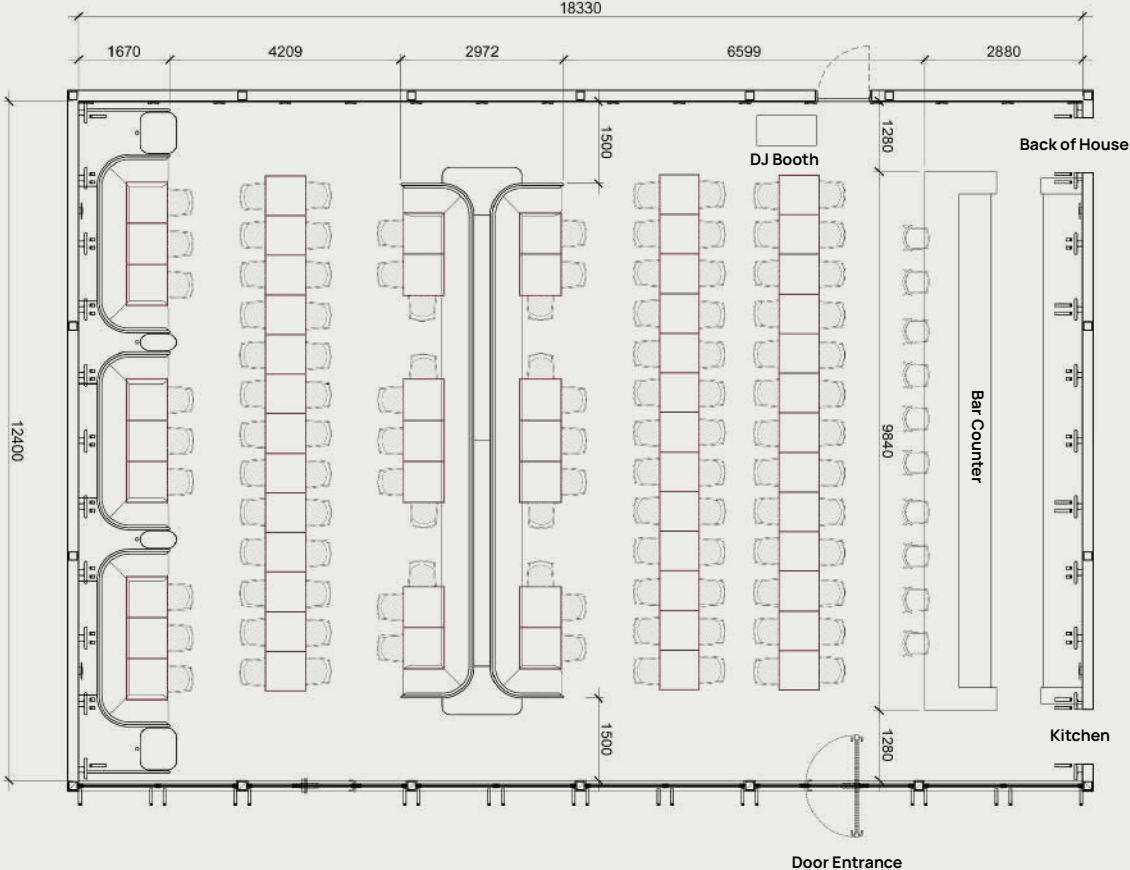 18330
1670
4209
2972
6599
2880
1500
1280
Back of House
DJ Booth
12400
9840
Bar Counter
1500
1280
Kitchen
Door Entrance